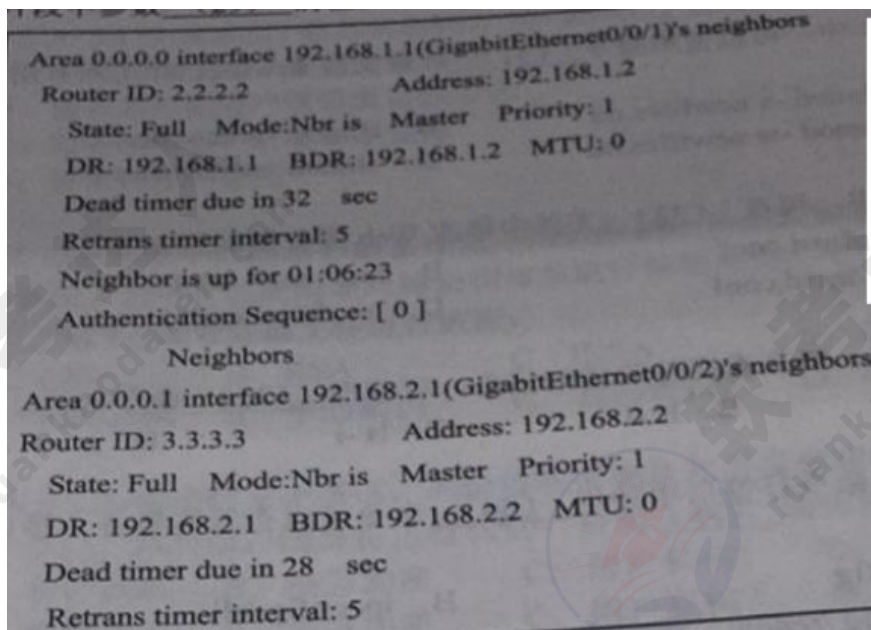 Area 0.0.0.0 interface 192.168.1.1(GigabitEthernet0/0/1)'s neighbors
Router ID: 2.2.2.2 Address: 192.168.1.2
State: Full Mode:Nbr is Master Priority: 1
DR: 192.168.1.1 BDR: 192.168.1.2 MTU: 0
Dead timer due in 32 sec
Retrans timer interval: 5
Neighbor is up for 01:06:23
Authentication Sequence: [ 0 ]
Neighbors
Area 0.0.0.1 interface 192.168.2.1(GigabitEthernet0/0/2)'s neighbors
Router ID: 3.3.3.3 Address: 192.168.2.2
State: Full Mode:Nbr is Master Priority: 1
DR: 192.168.2.1 BDR: 192.168.2.2 MTU: 0
Dead timer due in 28 sec
Retrans timer interval: 5